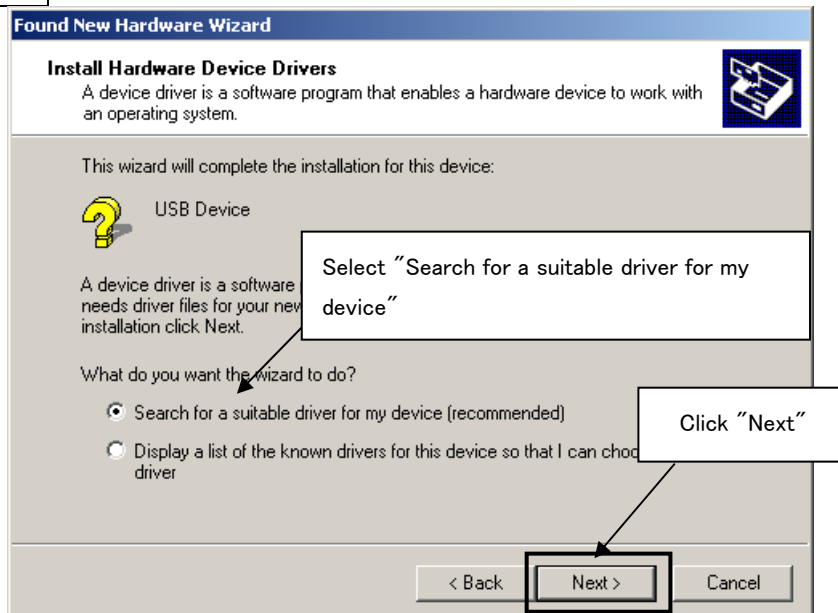 Found New Hardware Wizard
Install Hardware Device Drivers
A device driver is a software program that enables a hardware device to work with
an operating system.
This wizard will complete the installation for this device:
USB Device
Select "Search for a suitable driver for my
device"
A device driver is a software
needs driver files for your new
installation click Next.
What do you want the wizard to do?
Search for a suitable driver for my device (recommended)
Click "Next"
Display a list of the known drivers for this device so that I can
driver
< Back
Next >
Cancel